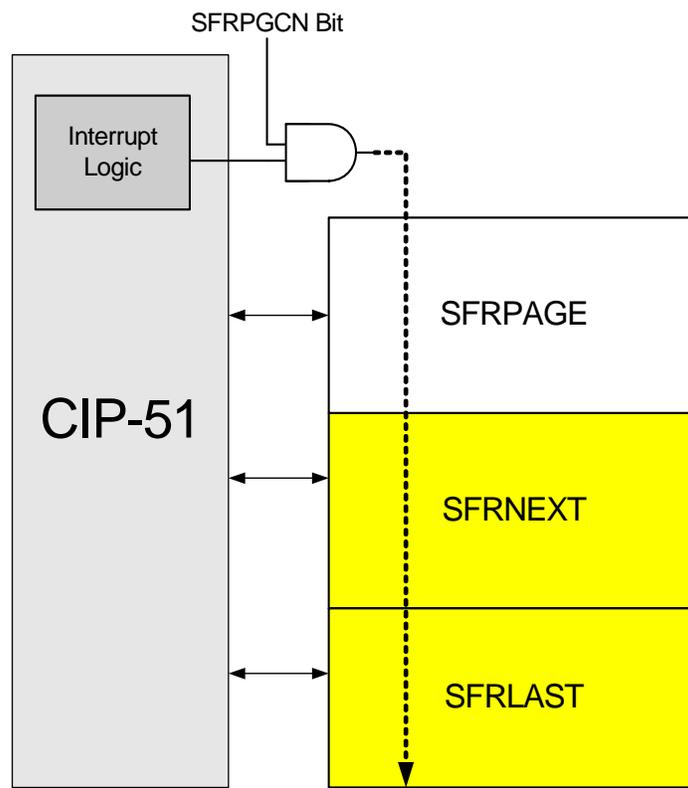 SFRPGCN Bit
Interrupt
Logic
SFRPAGE
CIP-51
SFRNEXT
SFRLAST